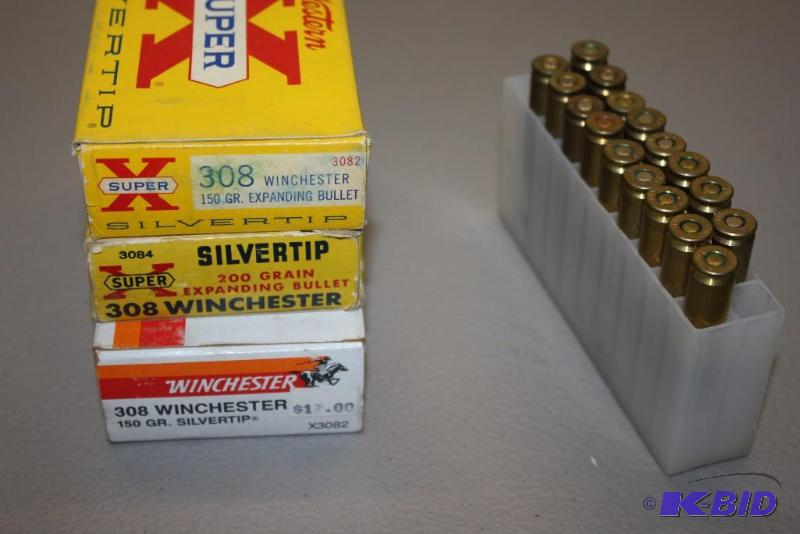 Western
SUPER
X
SILVERTIP®
X
SUPER
3082
308 WINCHESTER
150 GR. EXPANDING BULLET
SILVERTIP
3084
SILVERTIP
X
SUPER
200 GRAIN
EXPANDING BULLET
308 WINCHESTER
WINCHESTER
308 WINCHESTER $17.00
150 GR. SILVERTIP® X3082
© K-BID